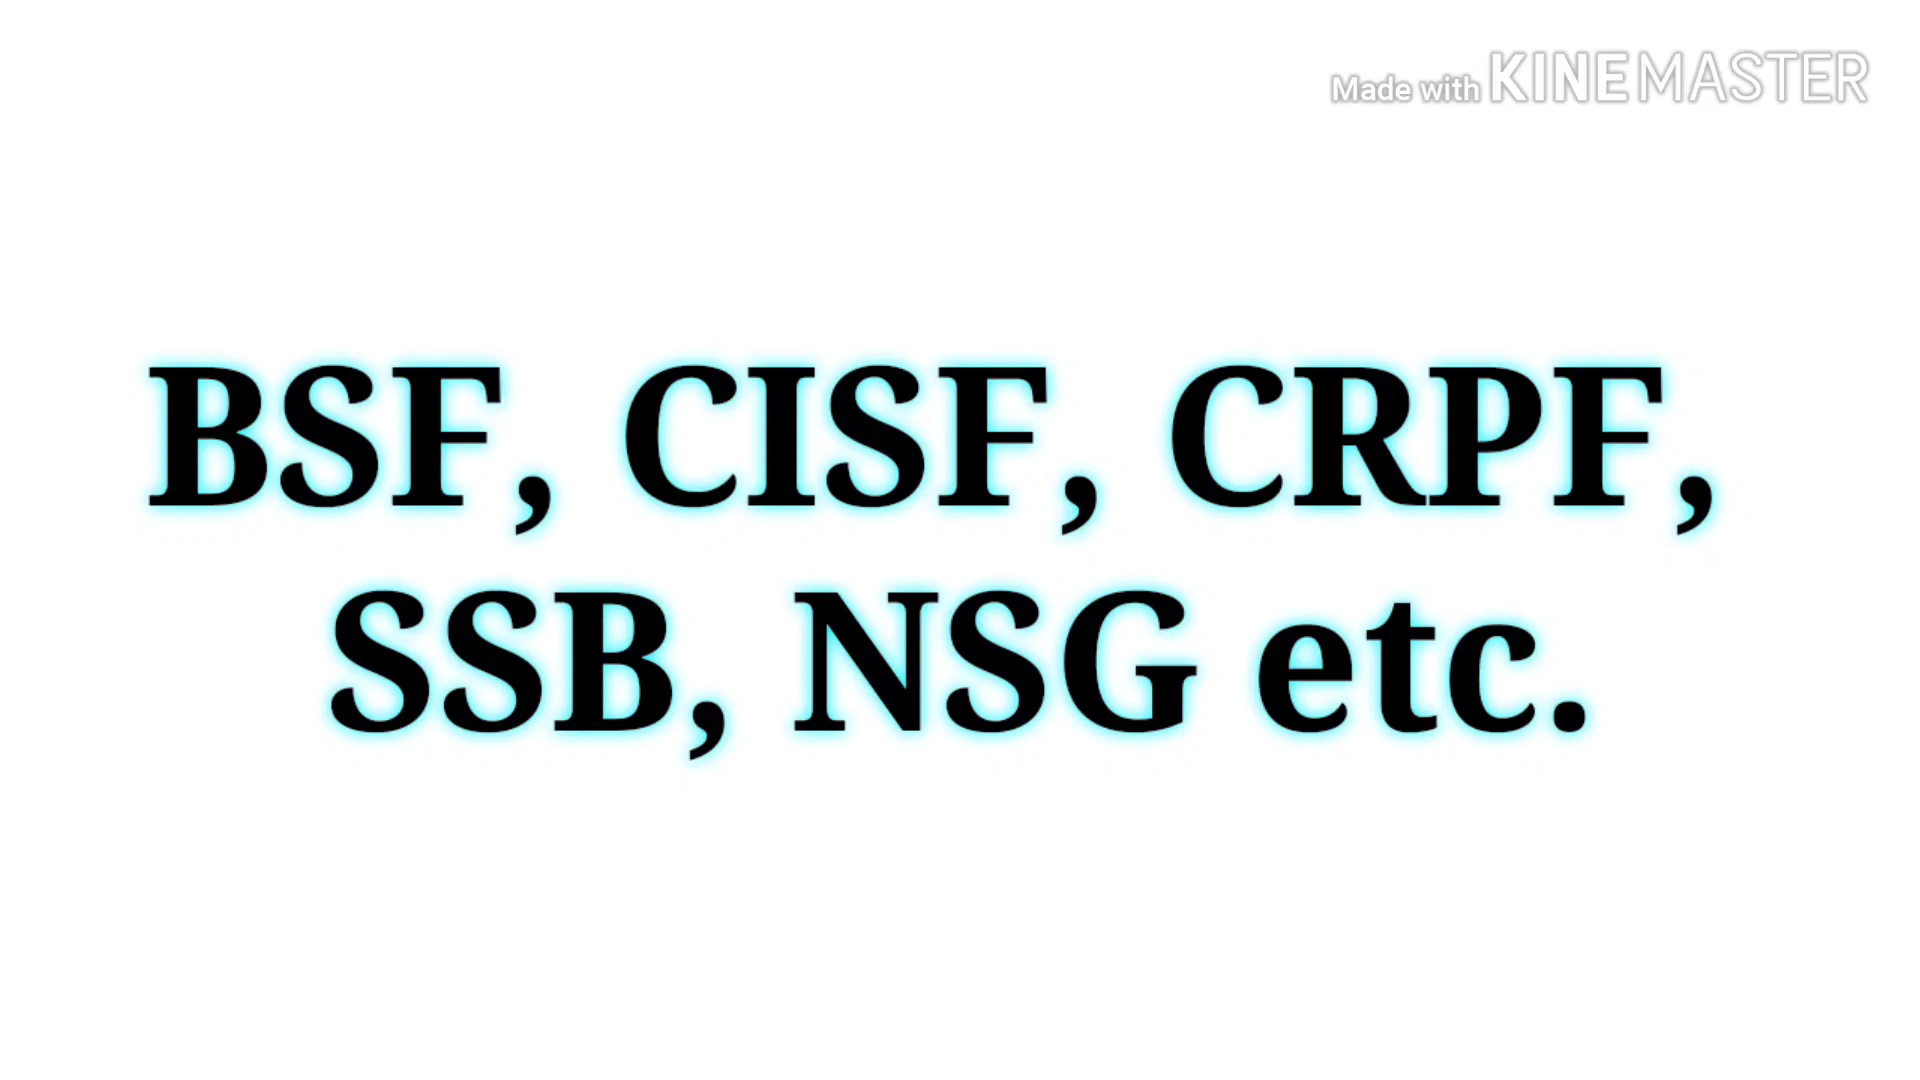 Made with KINEMASTER
BSF, CISF, CRPF,
SSB, NSG etc.